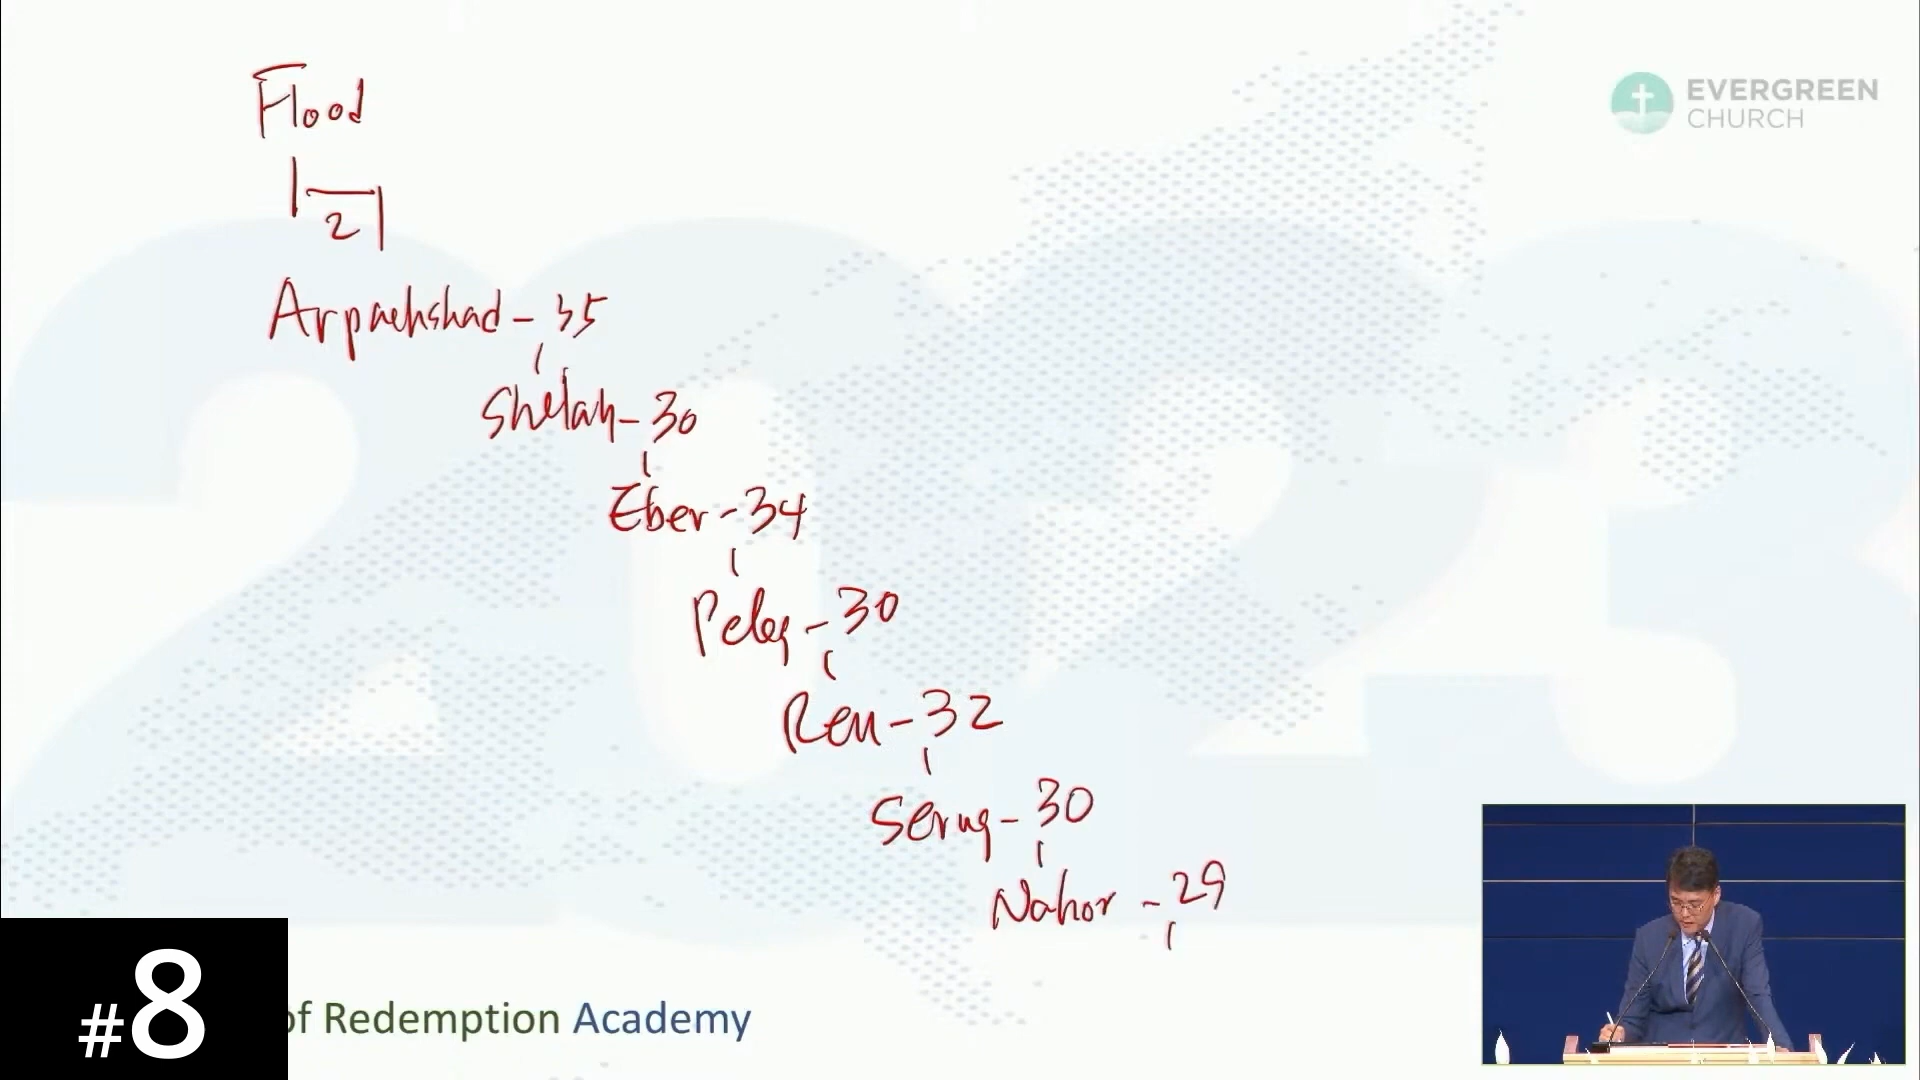 Flood
EVERGREEN
CHURCH
2
Arpachshad - 35
Shelah - 30
Eber - 34
Peleg - 30
Reu - 32
Serug - 30
Nahor - 29
2023
#8
of Redemption Academy